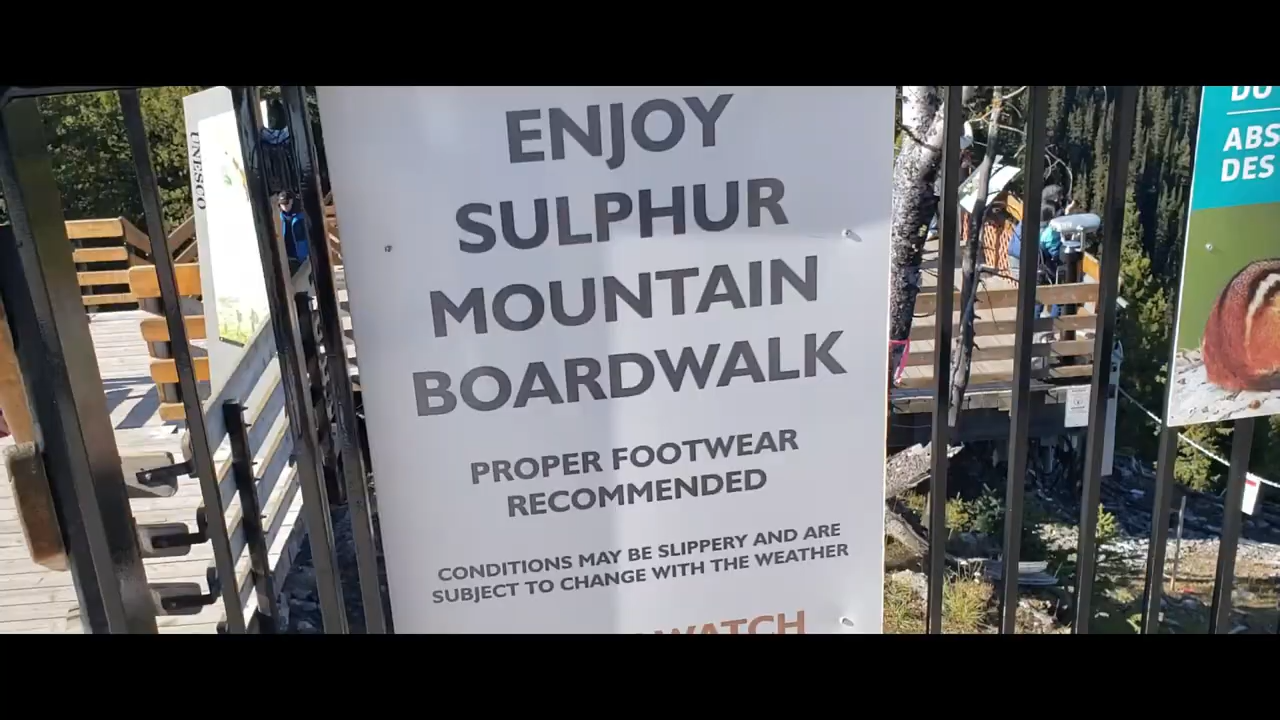 UNESCO
ENJOY
SULPHUR
MOUNTAIN
BOARDWALK
PROPER FOOTWEAR
RECOMMENDED
CONDITIONS MAY BE SLIPPERY AND ARE
SUBJECT TO CHANGE WITH THE WEATHER
WATCH
DU
ABS
DES